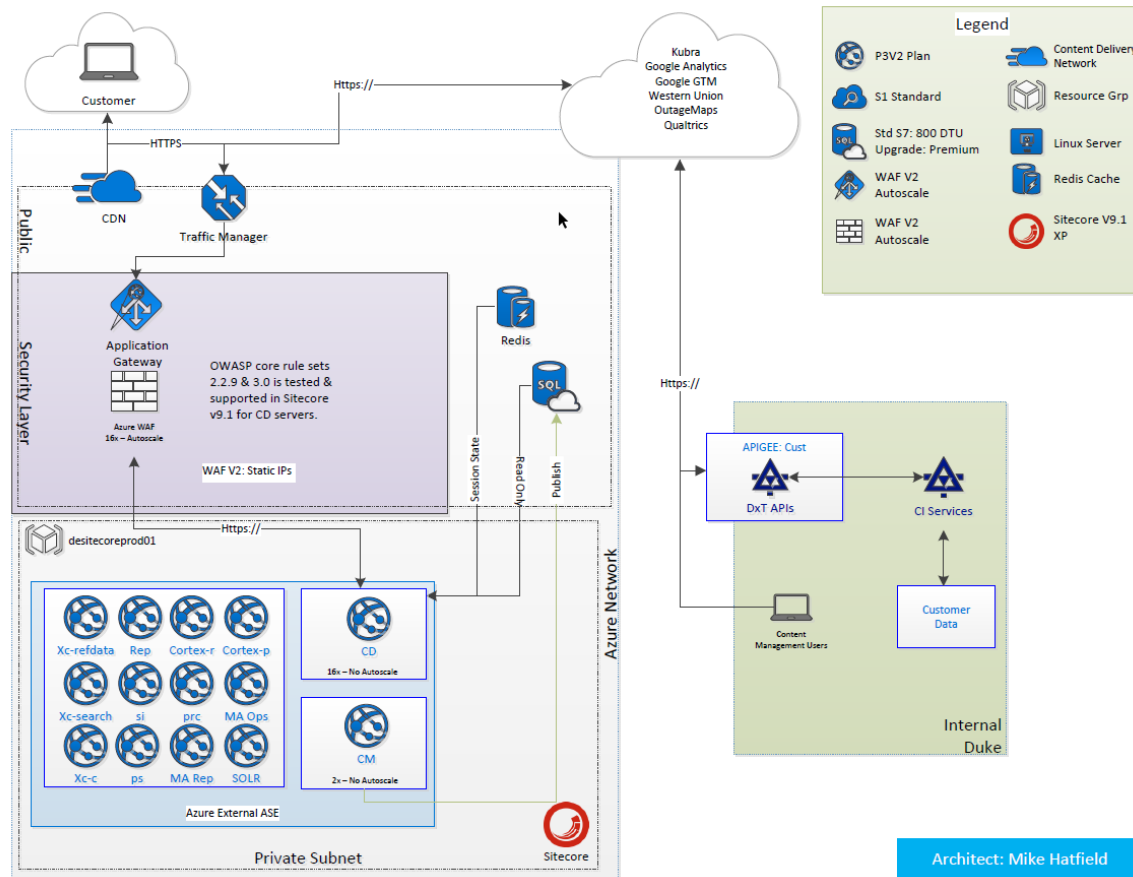 Customer
Kubra
Google Analytics
Google GTM
Western Union
OutageMaps
Qualtrics
Https://
HTTPS
CDN
Traffic Manager
Public
Legend
P3V2 Plan
Content Delivery
Network
S1 Standard
Resource Grp
Std S7: 800 DTU
Upgrade: Premium
Linux Server
WAF V2
Autoscale
Redis Cache
WAF V2
Autoscale
Sitecore V9.1
XP
Security Layer
Application
Gateway
Azure WAF
16x – Autoscale
OWASP core rule sets
2.2.9 & 3.0 is tested &
supported in Sitecore
v9.1 for CD servers.
WAF V2: Static IPs
Redis
SQL
Session State
Read Only
Publish
Https://
desitecoreprod01
Https://
Azure Network
Xc-refdata
Rep
Cortex-r
Cortex-p
Xc-search
si
prc
MA Ops
Xc-c
ps
MA Rep
SOLR
CD
16x – No Autoscale
CM
2x – No Autoscale
Azure External ASE
Private Subnet
Sitecore
APIGEE: Cust
DxT APIs
CI Services
Content
Management Users
Customer
Data
Internal
Duke
Architect: Mike Hatfield
SQL